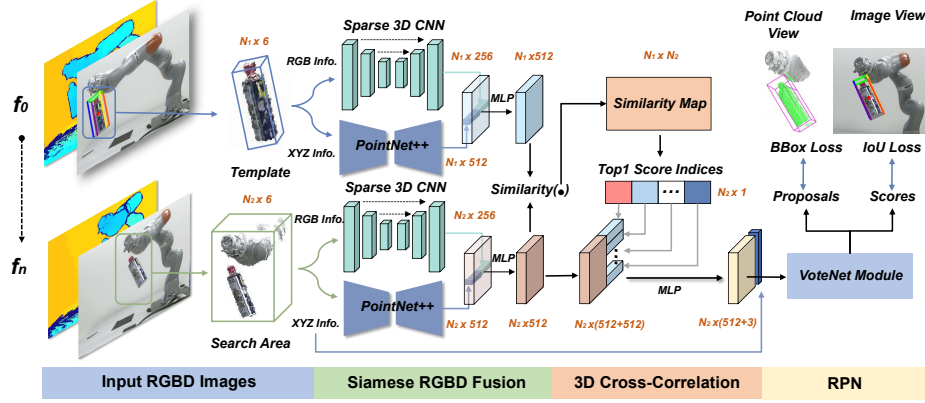 f₀
fₙ
N₁ x 6
Template
N₂ x 6
Search Area
Sparse 3D CNN
RGB Info.
XYZ Info.
PointNet++
N₁ x 256
N₁ x 512
MLP
N₁ x512
Sparse 3D CNN
RGB Info.
XYZ Info.
PointNet++
N₂ x 256
N₂ x 512
MLP
N₂ x512
Similarity(•)
N₁ x N₂
Similarity Map
Top1 Score Indices
N₂ x 1
N₂ x(512+512)
MLP
N₂ x(512+3)
Point Cloud
View
Image View
BBox Loss
IoU Loss
Proposals
Scores
VoteNet Module
Input RGBD Images
Siamese RGBD Fusion
3D Cross-Correlation
RPN